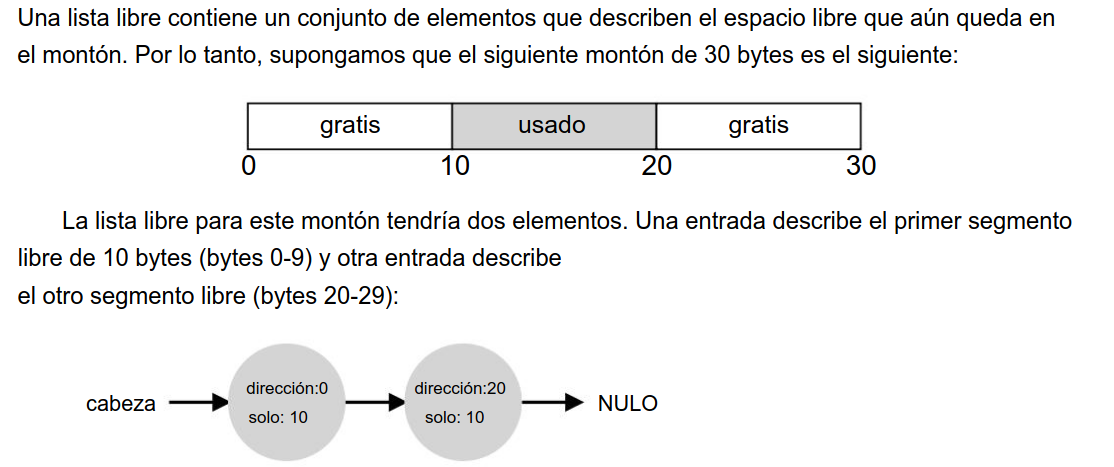 Una lista libre contiene un conjunto de elementos que describen el espacio libre que aún queda en
el montón. Por lo tanto, supongamos que el siguiente montón de 30 bytes es el siguiente:
gratis usado gratis
0 10 20 30
La lista libre para este montón tendría dos elementos. Una entrada describe el primer segmento
libre de 10 bytes (bytes 0-9) y otra entrada describe
el otro segmento libre (bytes 20-29):
cabeza dirección:0 dirección:20 NULO
solo: 10 solo: 10